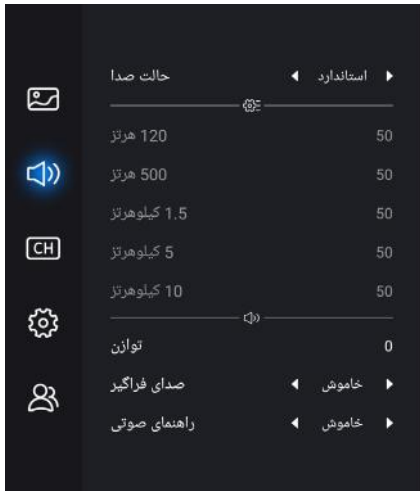 حالت صدا استاندارد
120 هرتز 50
500 هرتز 50
1.5 کیلوهرتز 50
5 کیلوهرتز 50
10 کیلوهرتز 50
توازن 0
CH
صدای فراگیر خاموش
راهنمای صوتی خاموش